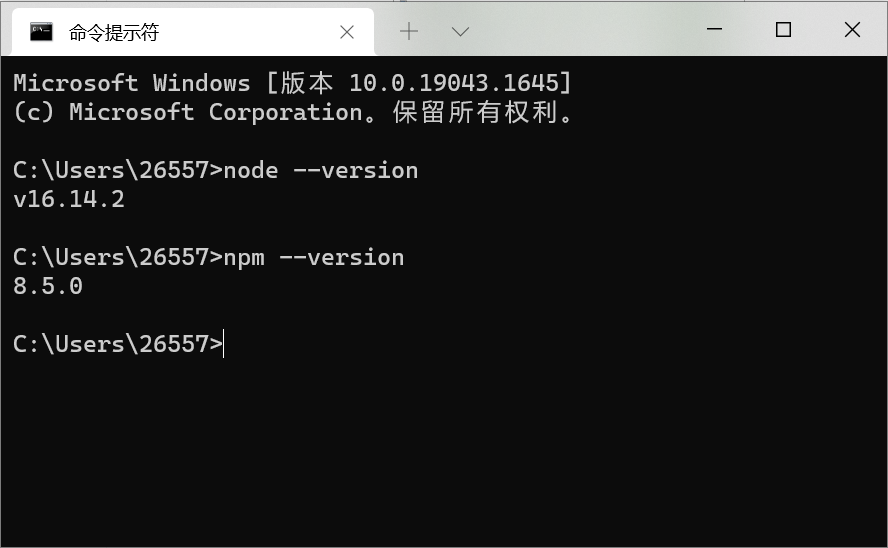 命令提示符
Microsoft Windows [版本 10.0.19043.1645]
(c) Microsoft Corporation。保留所有权利。
C:\Users\26557>node --version
v16.14.2
C:\Users\26557>npm --version
8.5.0
C:\Users\26557>